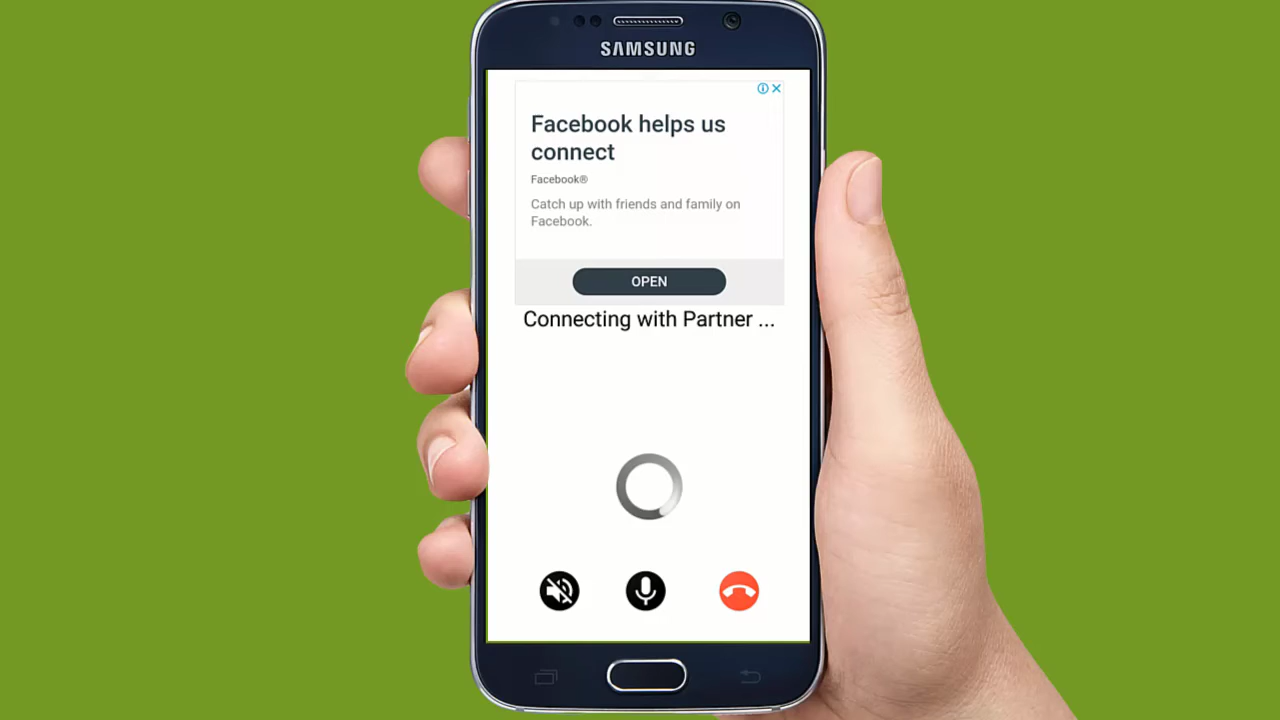 SAMSUNG
Facebook helps us
connect
Facebook®
Catch up with friends and family on
Facebook.
OPEN
Connecting with Partner ...